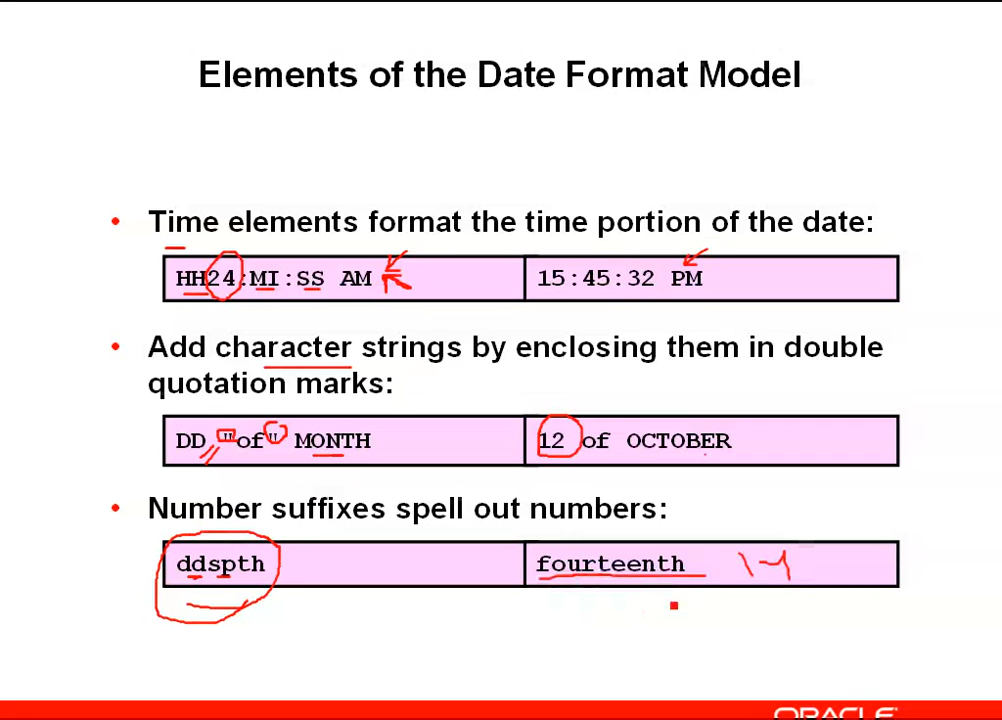 Elements of the Date Format Model
• Time elements format the time portion of the date:
HH24:MI:SS AM 15:45:32 PM
• Add character strings by enclosing them in double
quotation marks:
DD "of" MONTH 12 of OCTOBER
• Number suffixes spell out numbers:
ddspth fourteenth 14
ORACLE